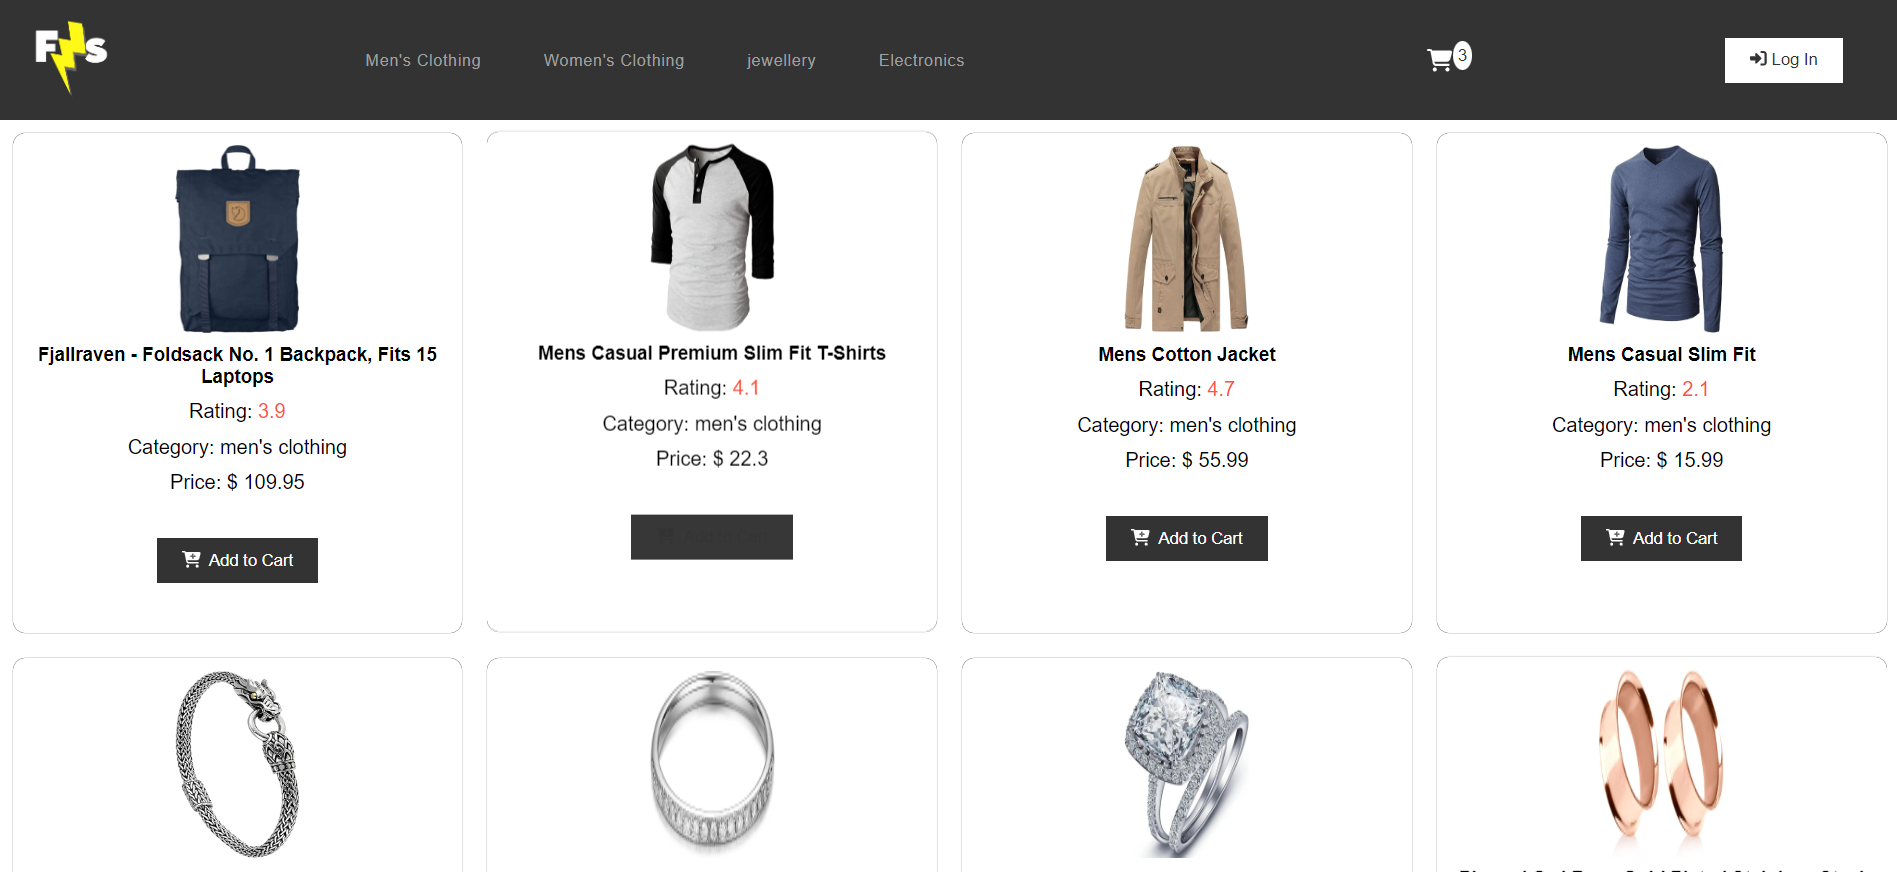 F S
Men's Clothing
Women's Clothing
jewellery
Electronics
3
Log In
Fjallraven - Foldsack No. 1 Backpack, Fits 15
Laptops
Rating: 3.9
Category: men's clothing
Price: $ 109.95
Add to Cart
Mens Casual Premium Slim Fit T-Shirts
Rating: 4.1
Category: men's clothing
Price: $ 22.3
Add to Cart
Mens Cotton Jacket
Rating: 4.7
Category: men's clothing
Price: $ 55.99
Add to Cart
Mens Casual Slim Fit
Rating: 2.1
Category: men's clothing
Price: $ 15.99
Add to Cart